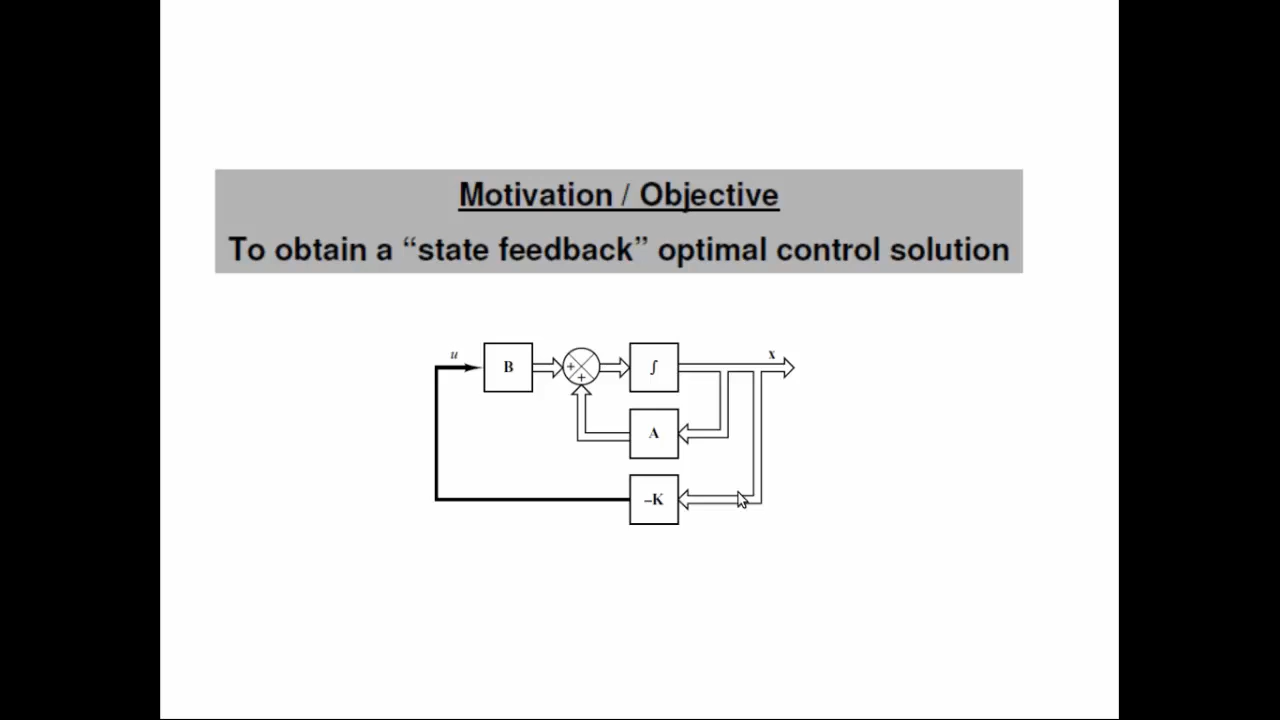 Motivation / Objective
To obtain a “state feedback” optimal control solution
u
B
+
+
∫
x
A
–K